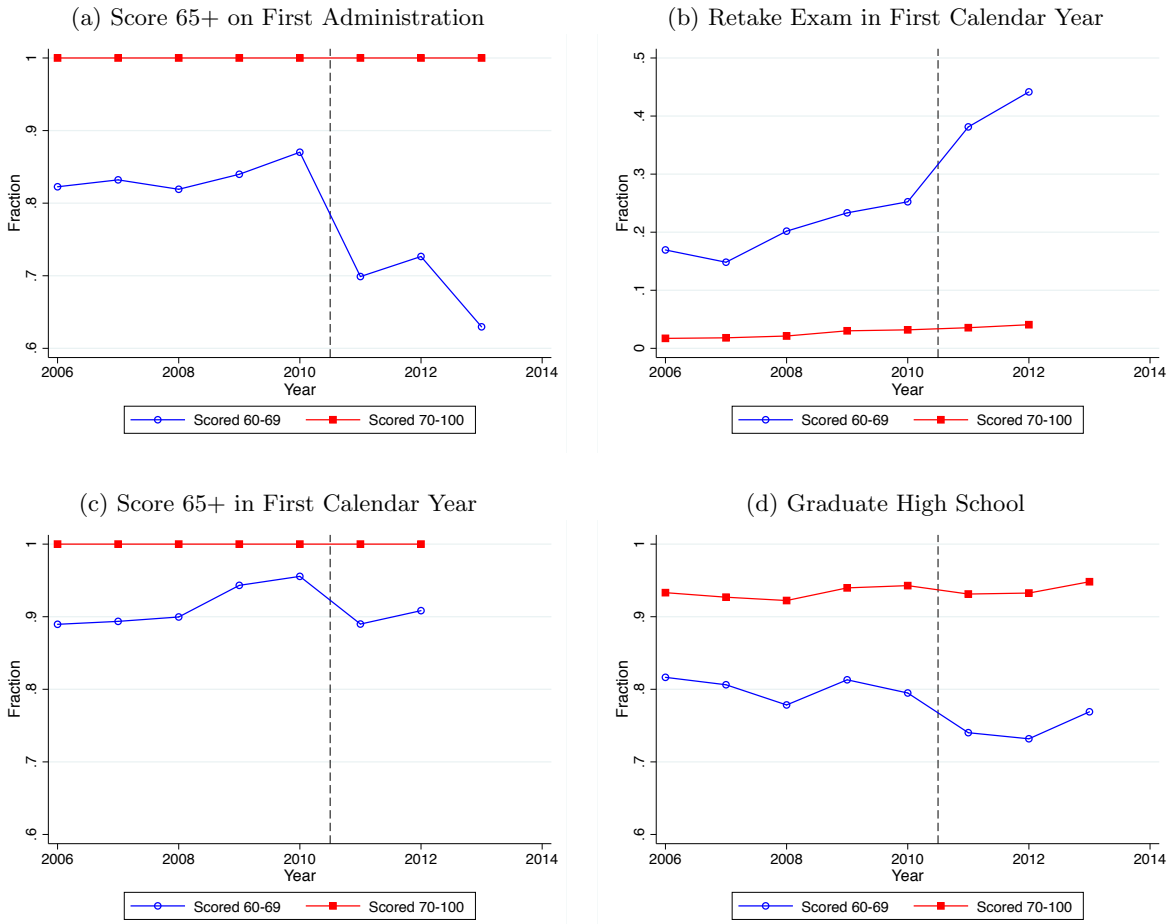 (a) Score 65+ on First Administration
Fraction
1
.9
.8
.7
.6
2006 2008 2010 2012 2014
Year
Scored 60-69 Scored 70-100
(b) Retake Exam in First Calendar Year
Fraction
.5
.4
.3
.2
.1
0
2006 2008 2010 2012 2014
Year
Scored 60-69 Scored 70-100
(c) Score 65+ in First Calendar Year
Fraction
1
.9
.8
.7
.6
2006 2008 2010 2012 2014
Year
Scored 60-69 Scored 70-100
(d) Graduate High School
Fraction
1
.9
.8
.7
.6
2006 2008 2010 2012 2014
Year
Scored 60-69 Scored 70-100